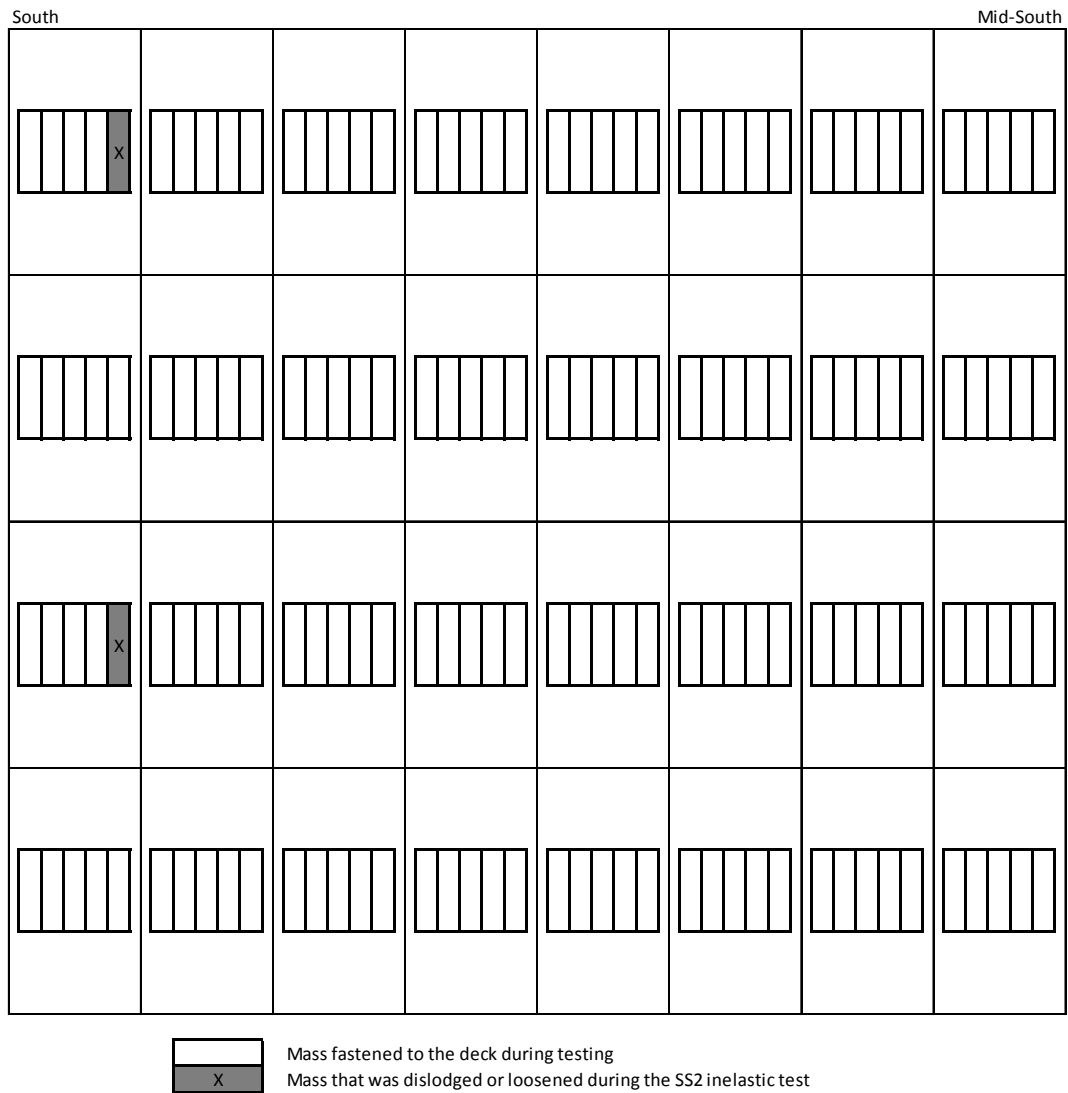 South Mid-South
X
X
Mass fastened to the deck during testing
X Mass that was dislodged or loosened during the SS2 inelastic test